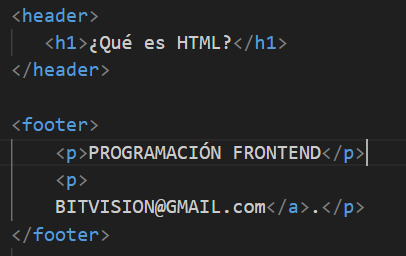 <header>
<h1>¿Qué es HTML?</h1>
</header>
<footer>
<p>PROGRAMACIÓN FRONTEND</p>
<p>
BITVISION@GMAIL.com</a>.</p>
</footer>